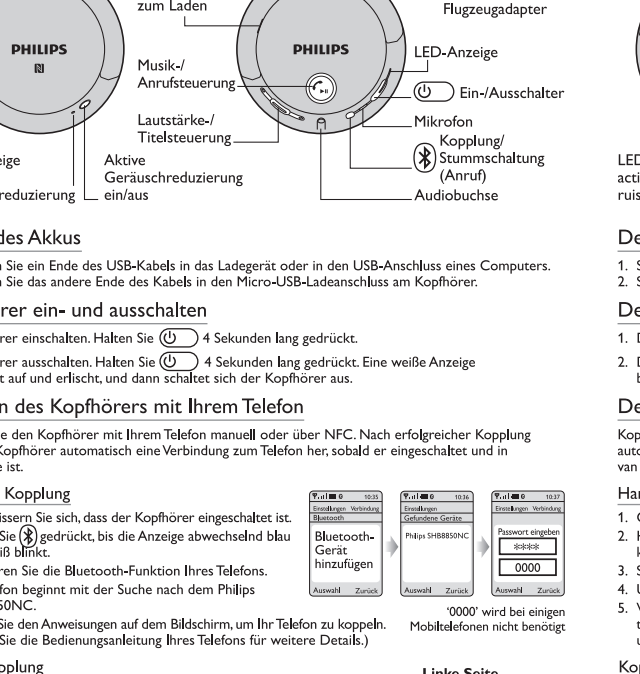 zum Laden
Flugzeugadapter
PHILIPS
PHILIPS
LED-Anzeige
Musik-/
Anrufsteuerung
Ein-/Ausschalter
Lautstärke-/
Titelsteuerung
Mikrofon
Kopplung/
Stummschaltung
(Anruf)
Audiobuchse
eige
reduzierung
Aktive
Geräuschreduzierung
ein/aus
des Akkus
n Sie ein Ende des USB-Kabels in das Ladegerät oder in den USB-Anschluss eines Computers.
n Sie das andere Ende des Kabels in den Micro-USB-Ladeanschluss am Kopfhörer.
rer ein- und ausschalten
rer einschalten. Halten Sie 4 Sekunden lang gedrückt.
rer ausschalten. Halten Sie 4 Sekunden lang gedrückt. Eine weiße Anzeige
t auf und erlischt, und dann schaltet sich der Kopfhörer aus.
n des Kopfhörers mit Ihrem Telefon
e den Kopfhörer mit Ihrem Telefon manuell oder über NFC. Nach erfolgreicher Kopplung
Kopfhörer automatisch eine Verbindung zum Telefon her, sobald er eingeschaltet und in
e ist.
Kopplung
issern Sie sich, dass der Kopfhörer eingeschaltet ist.
Sie gedrückt, bis die Anzeige abwechselnd blau
iß blinkt.
ren Sie die Bluetooth-Funktion Ihres Telefons.
fon beginnt mit der Suche nach dem Philips
50NC.
Sie den Anweisungen auf dem Bildschirm, um Ihr Telefon zu koppeln.
Sie die Bedienungsanleitung Ihres Telefons für weitere Details.)
10:35
Einstellungen Verbindung
Bluetooth
Bluetooth-
Gerät
hinzufügen
Auswahl Zurück
10:36
Einstellungen Verbindung
Gefundene Geräte
Philips SHB8850NC
Auswahl Zurück
10:37
Einstellungen Verbindung
Passwort eingeben
****
0000
Auswahl Zurück
'0000' wird bei einigen
Mobiltelefonen nicht benötigt
oplung
Linke Seite
LED
acti
ruis
De
1. S
2. S
De
1. D
2. D
b
De
Kop
auto
van
Har
1. C
2. H
k
3. S
4. U
5. V
t
u
Kop